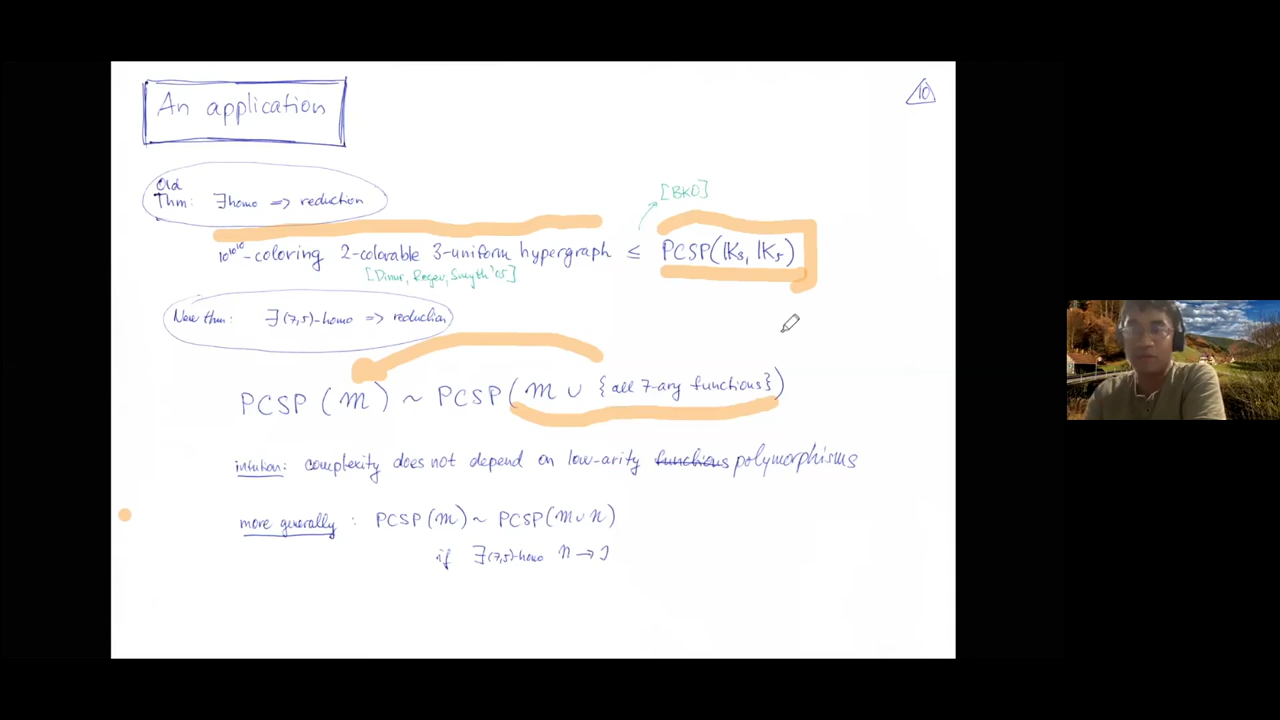 An application
10
Old
Thm: ∃homo => reduction
[BKO]
10^10^10-coloring 2-colorable 3-uniform hypergraph ≤ PCSP(K₃, K₅)
[Dinur, Regev, Smyth '05]
New thm: ∃(7,5)-homo => reduction
PCSP(M) ~ PCSP(M ∪ {all 7-ary functions})
intuition: complexity does not depend on low-arity functions polymorphisms
more generally: PCSP(M) ~ PCSP(M ∪ N)
if ∃(7,5)-homo N → I